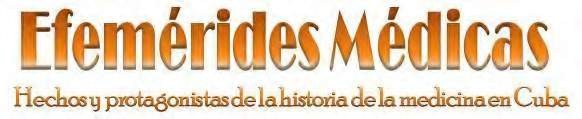 Efemérides Médicas
Hechos y protagonistas de la historia de la medicina en Cuba